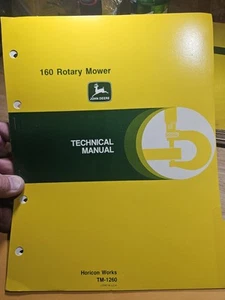 160 Rotary Mower
JOHN DEERE
TECHNICAL
MANUAL
Horicon Works
TM-1260